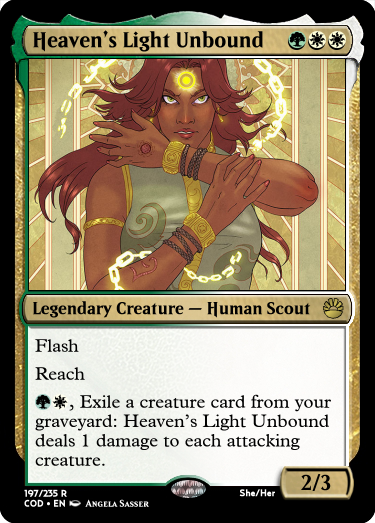 Heaven's Light Unbound
Legendary Creature — Human Scout
Flash
Reach
, Exile a creature card from your
graveyard: Heaven's Light Unbound
deals 1 damage to each attacking
creature.
2/3
197/235 R
COD • EN Angela Sasser
She/Her